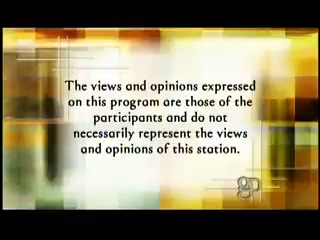 The views and opinions expressed
on this program are those of the
participants and do not
necessarily represent the views
and opinions of this station.